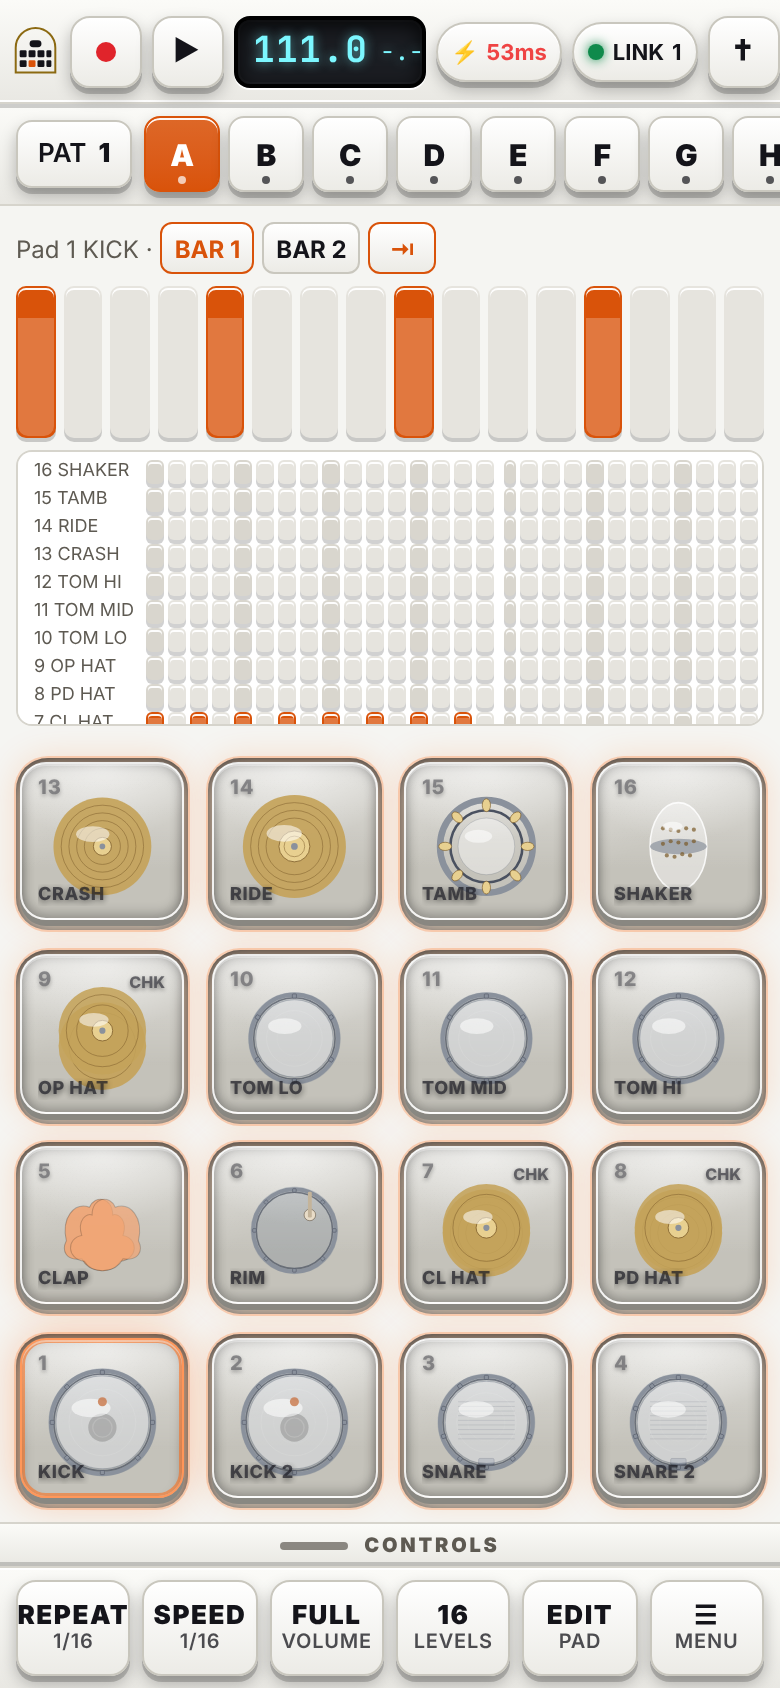 111.0 -.-
⚡ 53ms
LINK 1
✝
PAT 1
A
B
C
D
E
F
G
H
Pad 1 KICK ·
BAR 1
BAR 2
⇥
16 SHAKER
15 TAMB
14 RIDE
13 CRASH
12 TOM HI
11 TOM MID
10 TOM LO
9 OP HAT
8 PD HAT
7 CL HAT
13
CRASH
14
RIDE
15
TAMB
16
SHAKER
9
CHK
OP HAT
10
TOM LO
11
TOM MID
12
TOM HI
5
CLAP
6
RIM
7
CHK
CL HAT
8
CHK
PD HAT
1
KICK
2
KICK 2
3
SNARE
4
SNARE 2
CONTROLS
REPEAT
1/16
SPEED
1/16
FULL
VOLUME
16
LEVELS
EDIT
PAD
☰
MENU